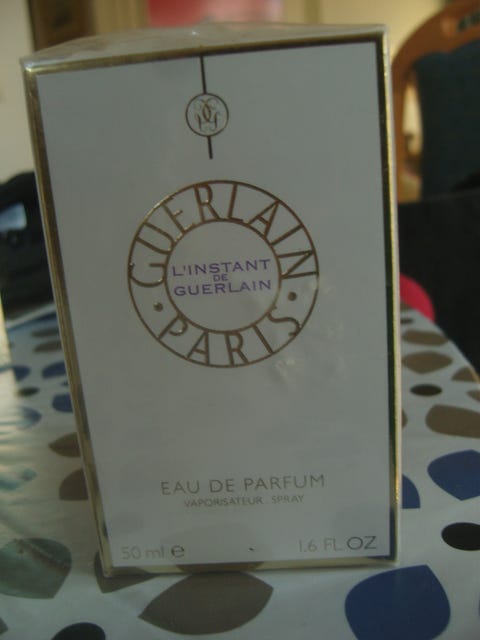 GUERLAIN
L'INSTANT
DE
GUERLAIN
PARIS
EAU DE PARFUM
VAPORISATEUR . SPRAY
50 ml e
1.6 FL OZ